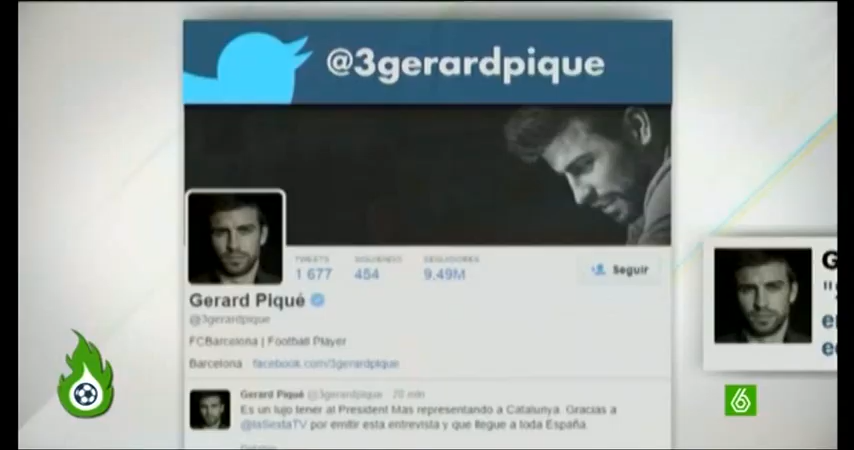 @3gerardpique
TWEETS SIGUIENDO SEGUIDORES
1 677 454 9.49M
Seguir
Gerard Piqué
@3gerardpique
FCBarcelona | Football Player
Barcelona facebook.com/3gerardpique
Gerard Piqué @3gerardpique · 20 min
Es un lujo tener al President Mas representando a Catalunya. Gracias a
@laSextaTV por emitir esta entrevista y que llegue a toda España.
G
"
e
e
6